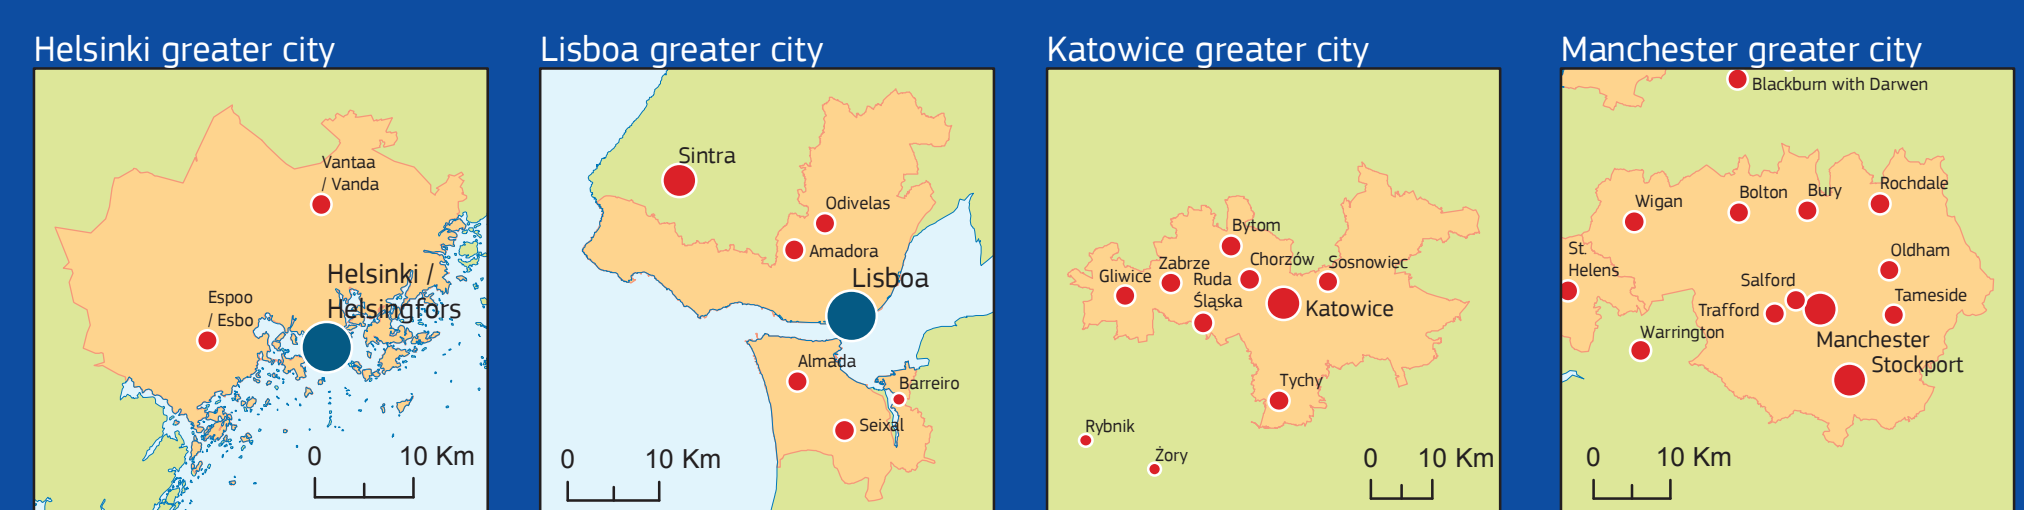 Helsinki greater city
Vantaa
/ Vanda
Helsinki /
Helsingfors
Espoo
/ Esbo
0 10 Km
Lisboa greater city
Sintra
Odivelas
Amadora
Lisboa
Almada
Barreiro
Seixal
0 10 Km
Katowice greater city
Bytom
Chorzów
Sosnowiec
Zabrze
Gliwice
Ruda
Śląska
Katowice
Tychy
Rybnik
Żory
0 10 Km
Manchester greater city
Blackburn with Darwen
Rochdale
Bury
Bolton
Wigan
St.
Helens
Oldham
Salford
Tameside
Trafford
Warrington
Manchester
Stockport
0 10 Km